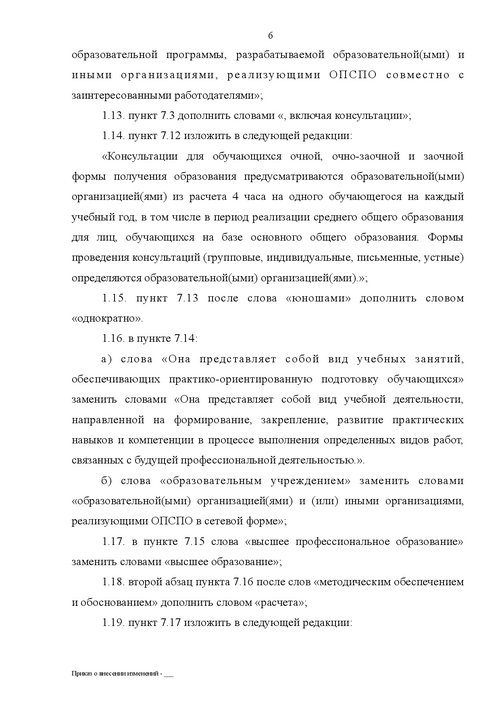 6
образовательной программы, разрабатываемой образовательной(ыми) и
иными организациями, реализующими ОПСПО совместно с
заинтересованными работодателями»;
1.13. пункт 7.3 дополнить словами «, включая консультации»;
1.14. пункт 7.12 изложить в следующей редакции:
«Консультации для обучающихся очной, очно-заочной и заочной
формы получения образования предусматриваются образовательной(ыми)
организацией(ями) из расчета 4 часа на одного обучающегося на каждый
учебный год, в том числе в период реализации среднего общего образования
для лиц, обучающихся на базе основного общего образования. Формы
проведения консультаций (групповые, индивидуальные, письменные, устные)
определяются образовательной(ыми) организацией(ями).»;
1.15. пункт 7.13 после слова «юношами» дополнить словом
«однократно».
1.16. в пункте 7.14:
а) слова «Она представляет собой вид учебных занятий,
обеспечивающих практико-ориентированную подготовку обучающихся»
заменить словами «Она представляет собой вид учебной деятельности,
направленной на формирование, закрепление, развитие практических
навыков и компетенции в процессе выполнения определенных видов работ,
связанных с будущей профессиональной деятельностью.».
б) слова «образовательным учреждением» заменить словами
«образовательной(ыми) организацией(ями) и (или) иными организациями,
реализующими ОПСПО в сетевой форме»;
1.17. в пункте 7.15 слова «высшее профессиональное образование»
заменить словами «высшее образование»;
1.18. второй абзац пункта 7.16 после слов «методическим обеспечением
и обоснованием» дополнить словом «расчета»;
1.19. пункт 7.17 изложить в следующей редакции:
Приказ о внесении изменений - ___